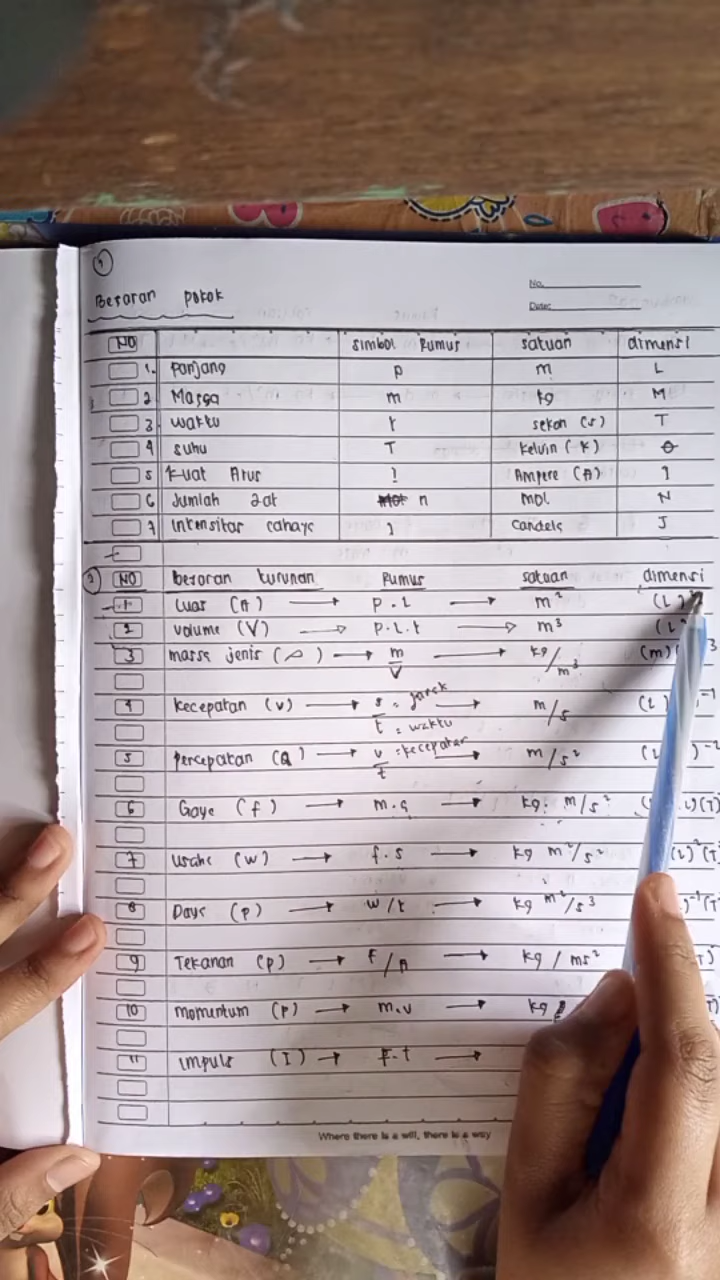 1
Besaran Pokok
No.
Date:
NO simbol Rumus satuan dimensi
1. Panjang p m L
2. Massa m kg M
3. waktu t sekon (s) T
4 suhu T Kelvin (K) θ
5 Kuat Arus I Ampere (A) I
6 Jumlah zat n MOL N
7 Intensitas cahaya J Candela J
2 NO besaran turunan Rumus satuan dimensi
1 Luas (A) → P.L → m² (L)
2 volume (V) → P.L.t → m³ (L)
3 massa jenis → m/V → kg/m³ (m)
4 kecepatan (v) → s/t = jarak = waktu → m/s (L)
5 percepatan (a) → v/t = kecepatan → m/s²
6 Gaya (f) → m.a → kg. m/s² (T)
7 usaha (w) → f.s → kg m²/s²
8 Daya (p) → w/t → kg m²/s³
9 Tekanan (p) → F/A → kg / ms²
10 momentum (p) → m.v → kg
11 impuls (I) → F.t →
Where there is a will, there is a way